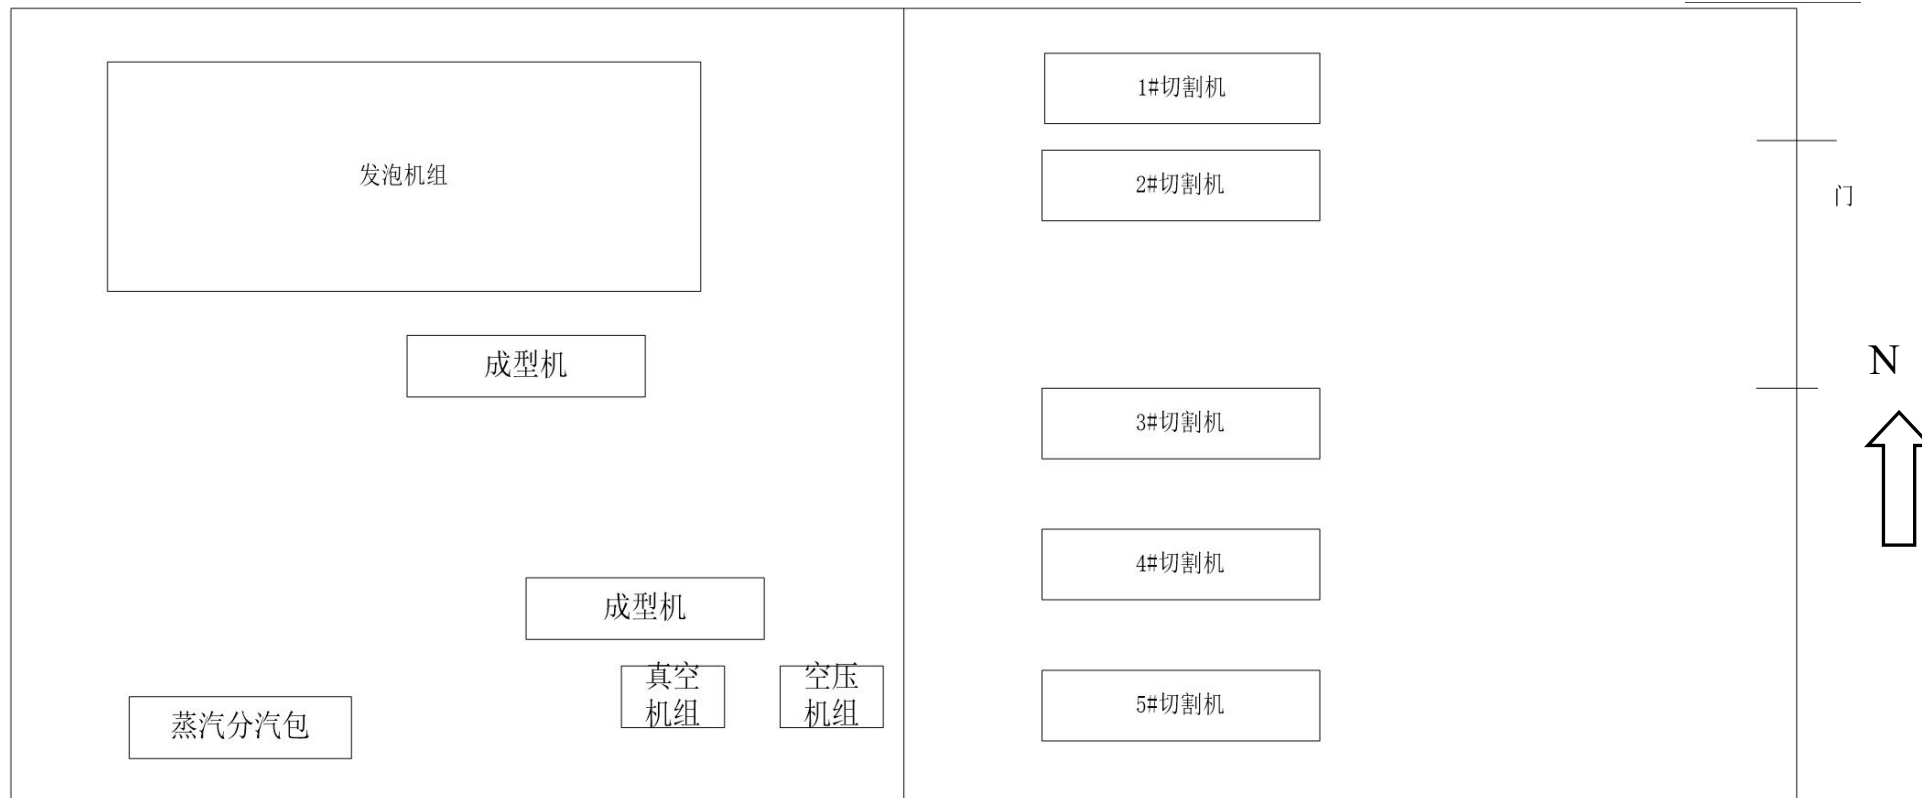 发泡机组
成型机
成型机
真空
机组
空压
机组
蒸汽分汽包
1#切割机
2#切割机
3#切割机
4#切割机
5#切割机
门
N